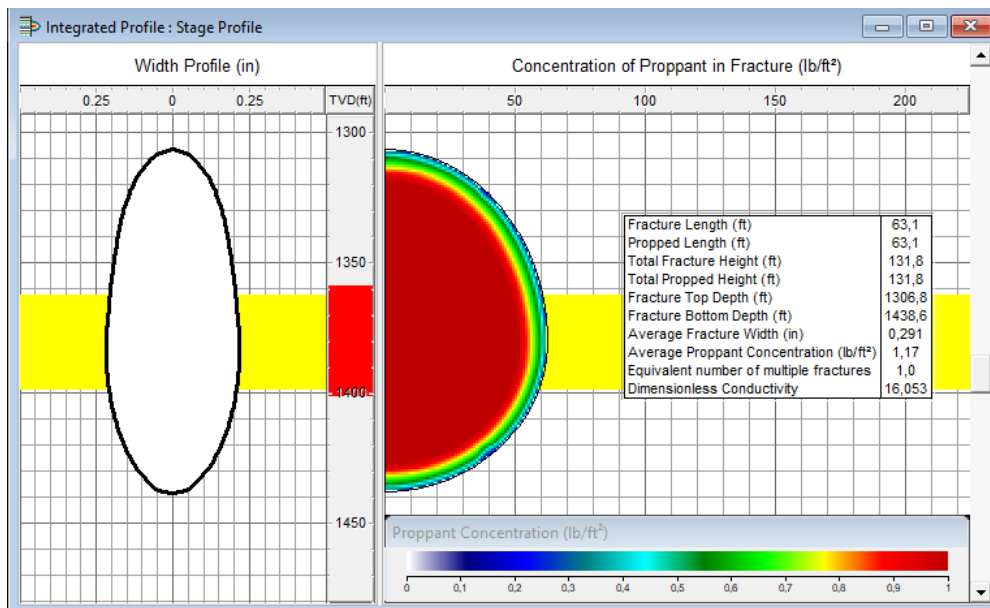 Integrated Profile : Stage Profile
Width Profile (in)
Concentration of Proppant in Fracture (lb/ft²)
0.25 0 0.25 TVD(ft) 50 100 150 200
1300
1350
1400
1450
Fracture Length (ft) 63,1
Propped Length (ft) 63,1
Total Fracture Height (ft) 131,8
Total Propped Height (ft) 131,8
Fracture Top Depth (ft) 1306,8
Fracture Bottom Depth (ft) 1438,6
Average Fracture Width (in) 0,291
Average Proppant Concentration (lb/ft²) 1,17
Equivalent number of multiple fractures 1,0
Dimensionless Conductivity 16,053
Proppant Concentration (lb/ft²)
0 0,1 0,2 0,3 0,4 0,5 0,6 0,7 0,8 0,9 1